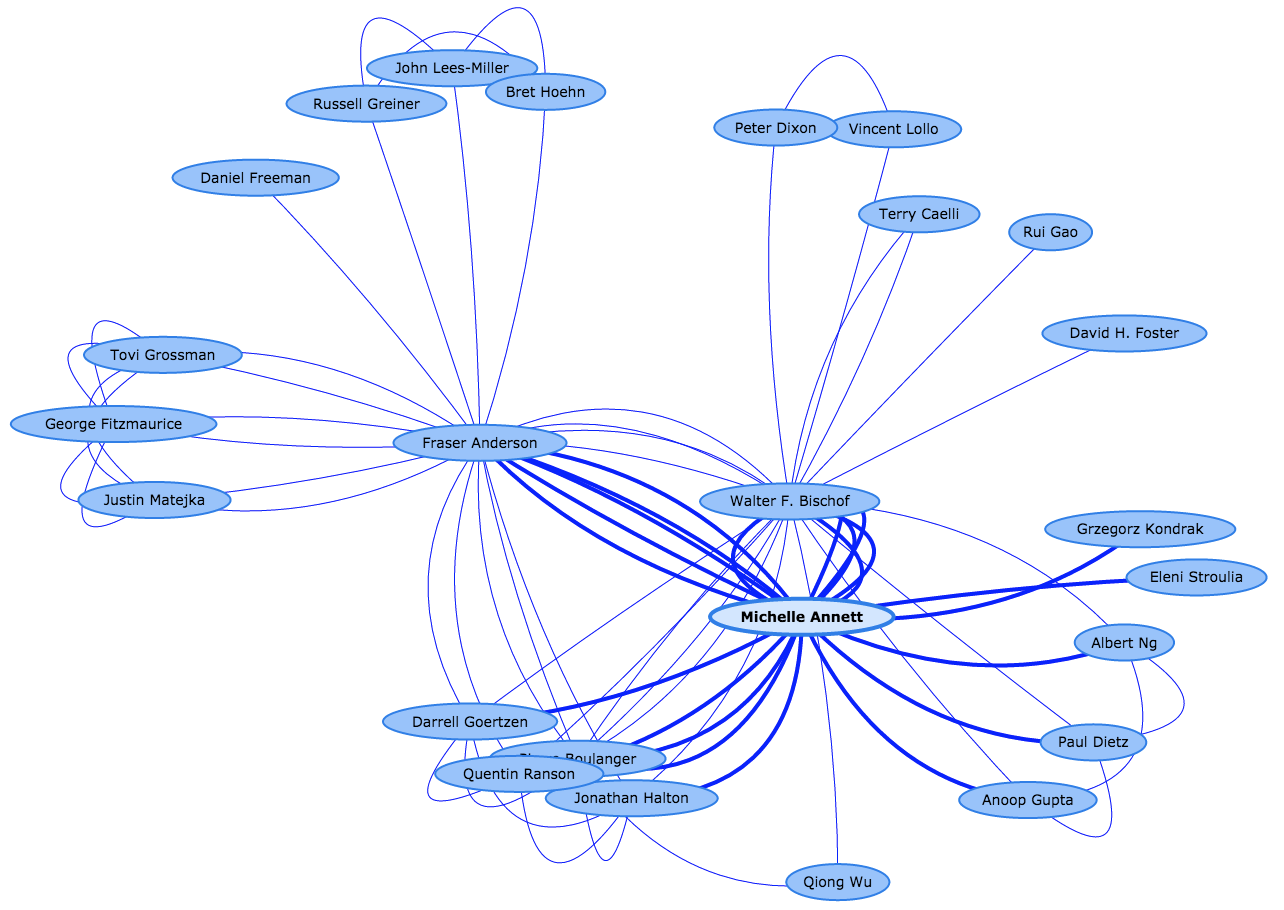 John Lees-Miller
Bret Hoehn
Russell Greiner
Peter Dixon
Vincent Lollo
Daniel Freeman
Terry Caelli
Rui Gao
David H. Foster
Tovi Grossman
George Fitzmaurice
Fraser Anderson
Justin Matejka
Walter F. Bischof
Grzegorz Kondrak
Eleni Stroulia
Michelle Annett
Albert Ng
Darrell Goertzen
Paul Dietz
Boulanger
Quentin Ranson
Jonathan Halton
Anoop Gupta
Qiong Wu